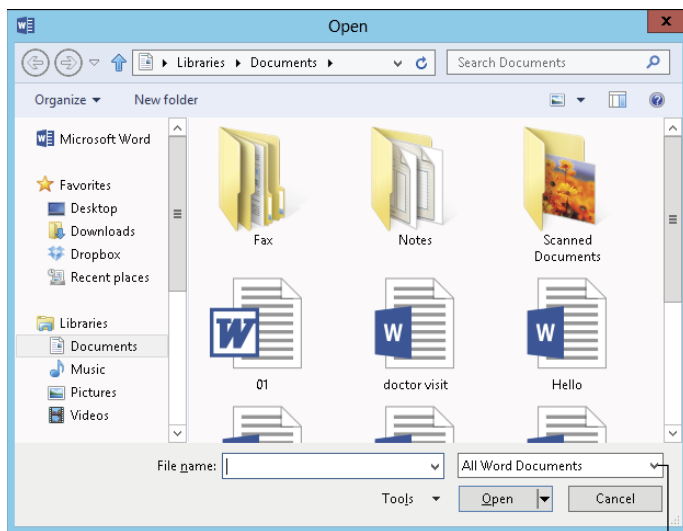 Open
Libraries Documents
Search Documents
Organize New folder
Microsoft Word
Favorites
Desktop
Downloads
Dropbox
Recent places
Libraries
Documents
Music
Pictures
Videos
Fax
Notes
Scanned
Documents
01
doctor visit
Hello
File name:
All Word Documents
Tools
Open
Cancel